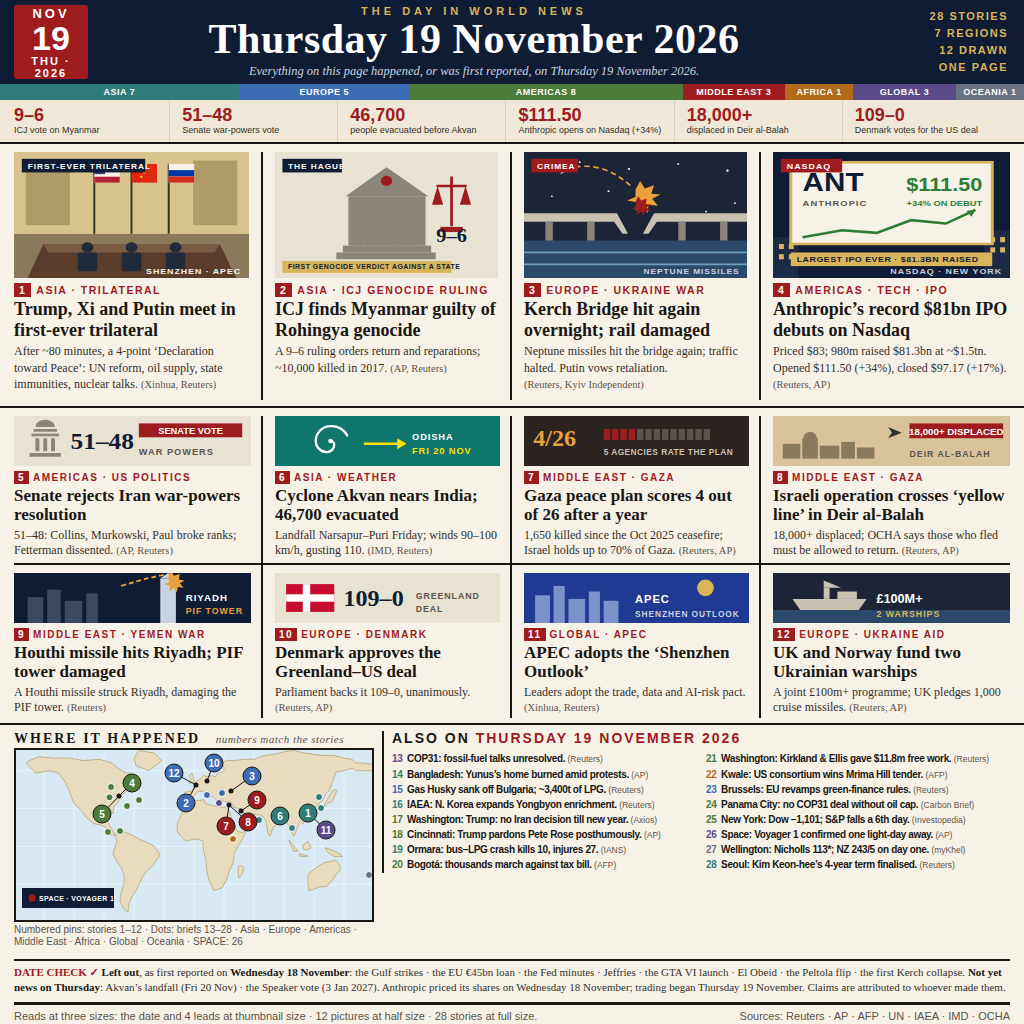 NOV
19
THU ·
2026
THE DAY IN WORLD NEWS
Thursday 19 November 2026
Everything on this page happened, or was first reported, on Thursday 19 November 2026.
28 STORIES
7 REGIONS
12 DRAWN
ONE PAGE
ASIA 7
EUROPE 5
AMERICAS 8
MIDDLE EAST 3
AFRICA 1
GLOBAL 3
OCEANIA 1
9–6
ICJ vote on Myanmar
51–48
Senate war-powers vote
46,700
people evacuated before Akvan
$111.50
Anthropic opens on Nasdaq (+34%)
18,000+
displaced in Deir al-Balah
109–0
Denmark votes for the US deal
FIRST-EVER TRILATERAL
SHENZHEN · APEC
1 ASIA · TRILATERAL
Trump, Xi and Putin meet in
first-ever trilateral
After ~80 minutes, a 4-point ‘Declaration
toward Peace’: UN reform, oil supply, state
immunities, nuclear talks. (Xinhua, Reuters)
THE HAGUE
9–6
FIRST GENOCIDE VERDICT AGAINST A STATE
2 ASIA · ICJ GENOCIDE RULING
ICJ finds Myanmar guilty of
Rohingya genocide
A 9–6 ruling orders return and reparations;
~10,000 killed in 2017. (AP, Reuters)
CRIMEA
NEPTUNE MISSILES
3 EUROPE · UKRAINE WAR
Kerch Bridge hit again
overnight; rail damaged
Neptune missiles hit the bridge again; traffic
halted. Putin vows retaliation.
(Reuters, Kyiv Independent)
NASDAQ
ANT
ANTHROPIC
$111.50
+34% ON DEBUT
LARGEST IPO EVER · $81.3BN RAISED
NASDAQ · NEW YORK
4 AMERICAS · TECH · IPO
Anthropic’s record $81bn IPO
debuts on Nasdaq
Priced $83; 980m raised $81.3bn at ~$1.5tn.
Opened $111.50 (+34%), closed $97.17 (+17%).
(Reuters, AP)
51–48
SENATE VOTE
WAR POWERS
5 AMERICAS · US POLITICS
Senate rejects Iran war-powers
resolution
51–48: Collins, Murkowski, Paul broke ranks;
Fetterman dissented. (AP, Reuters)
ODISHA
FRI 20 NOV
6 ASIA · WEATHER
Cyclone Akvan nears India;
46,700 evacuated
Landfall Narsapur–Puri Friday; winds 90–100
km/h, gusting 110. (IMD, Reuters)
4/26
5 AGENCIES RATE THE PLAN
7 MIDDLE EAST · GAZA
Gaza peace plan scores 4 out
of 26 after a year
1,650 killed since the Oct 2025 ceasefire;
Israel holds up to 70% of Gaza. (Reuters, AP)
18,000+ DISPLACED
DEIR AL-BALAH
8 MIDDLE EAST · GAZA
Israeli operation crosses ‘yellow
line’ in Deir al-Balah
18,000+ displaced; OCHA says those who fled
must be allowed to return. (Reuters, AP)
RIYADH
PIF TOWER
9 MIDDLE EAST · YEMEN WAR
Houthi missile hits Riyadh; PIF
tower damaged
A Houthi missile struck Riyadh, damaging the
PIF tower. (Reuters)
109–0
GREENLAND
DEAL
10 EUROPE · DENMARK
Denmark approves the
Greenland–US deal
Parliament backs it 109–0, unanimously.
(Reuters, AP)
APEC
SHENZHEN OUTLOOK
11 GLOBAL · APEC
APEC adopts the ‘Shenzhen
Outlook’
Leaders adopt the trade, data and AI-risk pact.
(Xinhua, Reuters)
£100M+
2 WARSHIPS
12 EUROPE · UKRAINE AID
UK and Norway fund two
Ukrainian warships
A joint £100m+ programme; UK pledges 1,000
cruise missiles. (Reuters, AP)
WHERE IT HAPPENED numbers match the stories
10
12
3
4
2
9
5
7
8
6
1
11
SPACE · VOYAGER 1
Numbered pins: stories 1–12 · Dots: briefs 13–28 · Asia · Europe · Americas ·
Middle East · Africa · Global · Oceania · SPACE: 26
ALSO ON THURSDAY 19 NOVEMBER 2026
13 COP31: fossil-fuel talks unresolved. (Reuters)
14 Bangladesh: Yunus’s home burned amid protests. (AP)
15 Gas Husky sank off Bulgaria; ~3,400t of LPG. (Reuters)
16 IAEA: N. Korea expands Yongbyon enrichment. (Reuters)
17 Washington: Trump: no Iran decision till new year. (Axios)
18 Cincinnati: Trump pardons Pete Rose posthumously. (AP)
19 Ormara: bus–LPG crash kills 10, injures 27. (IANS)
20 Bogotá: thousands march against tax bill. (AFP)
21 Washington: Kirkland & Ellis gave $11.8m free work. (Reuters)
22 Kwale: US consortium wins Mrima Hill tender. (AFP)
23 Brussels: EU revamps green-finance rules. (Reuters)
24 Panama City: no COP31 deal without oil cap. (Carbon Brief)
25 New York: Dow –1,101; S&P falls a 6th day. (Investopedia)
26 Space: Voyager 1 confirmed one light-day away. (AP)
27 Wellington: Nicholls 113*; NZ 243/5 on day one. (myKhel)
28 Seoul: Kim Keon-hee’s 4-year term finalised. (Reuters)
DATE CHECK ✓ Left out, as first reported on Wednesday 18 November: the Gulf strikes · the EU €45bn loan · the Fed minutes · Jeffries · the GTA VI launch · El Obeid · the Peltola flip · the first Kerch collapse. Not yet
news on Thursday: Akvan’s landfall (Fri 20 Nov) · the Speaker vote (3 Jan 2027). Anthropic priced its shares on Wednesday 18 November; trading began Thursday 19 November. Claims are attributed to whoever made them.
Reads at three sizes: the date and 4 leads at thumbnail size · 12 pictures at half size · 28 stories at full size.
Sources: Reuters · AP · AFP · UN · IAEA · IMD · OCHA